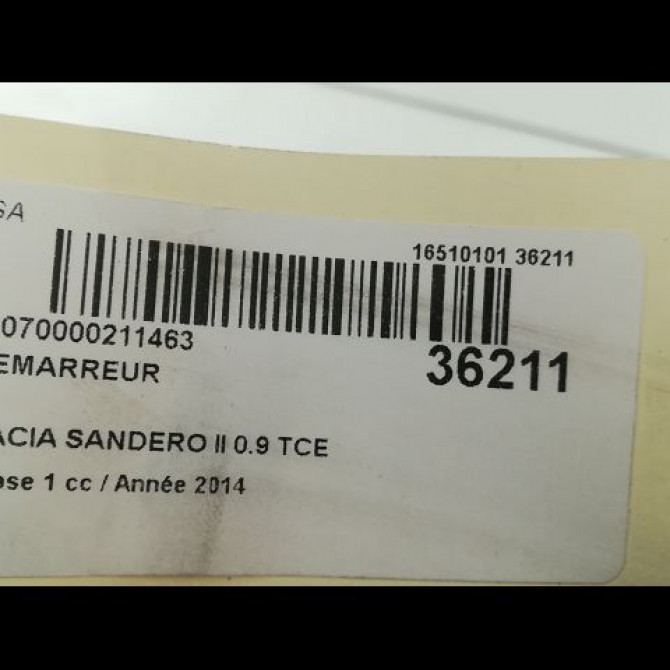 SA
16510101 36211
070000211463
36211
EMARREUR
ACIA SANDERO II 0.9 TCE
ose 1 cc / Année 2014